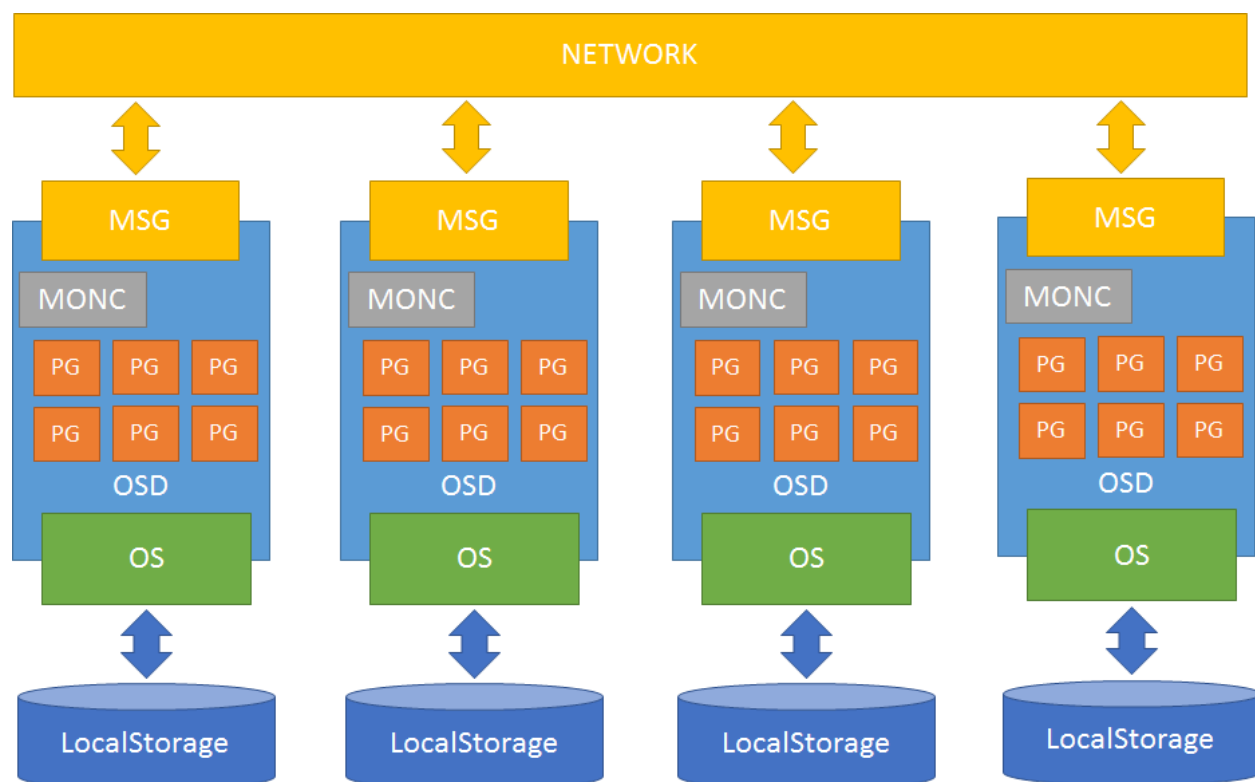 NETWORK
MSG MSG MSG MSG
MONC MONC MONC MONC
PG PG PG PG PG PG PG PG PG PG PG PG
PG PG PG PG PG PG PG PG PG PG PG PG
OSD OSD OSD OSD
OS OS OS OS
LocalStorage LocalStorage LocalStorage LocalStorage